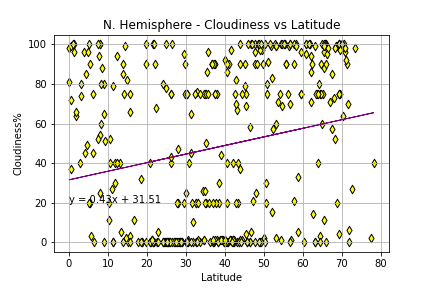 N. Hemisphere - Cloudiness vs Latitude
100
80
60
40
20
0
Cloudiness%
y = 0.43x + 31.51
0 10 20 30 40 50 60 70 80
Latitude